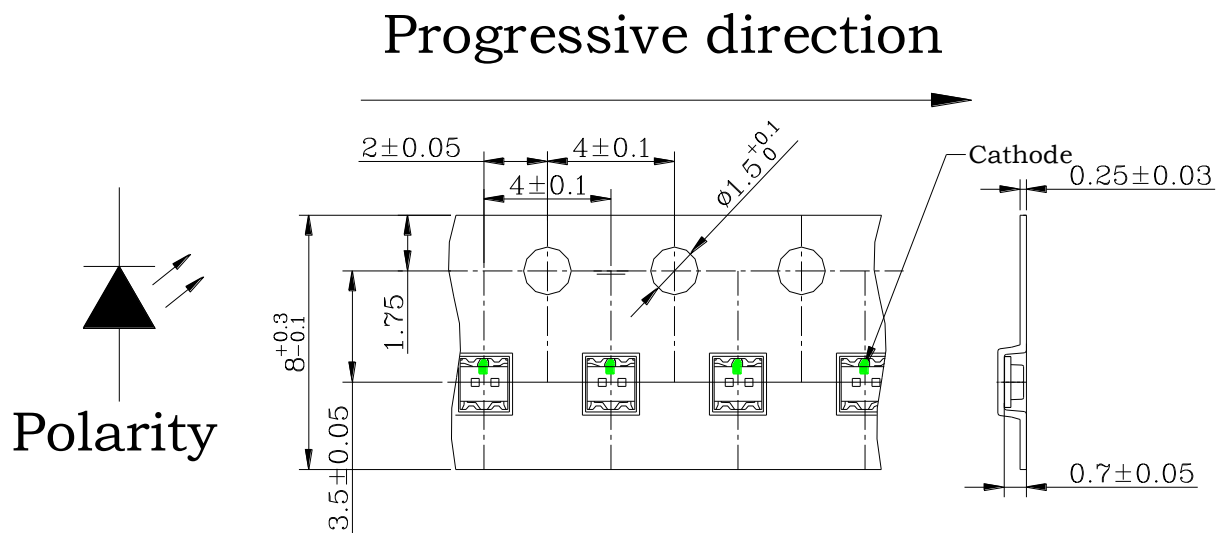 Progressive direction
2±0.05
4±0.1
4±0.1
ø1.5 +0.1 0
Cathode
0.25±0.03
1.75
8 +0.3 -0.1
3.5±0.05
Polarity
0.7±0.05